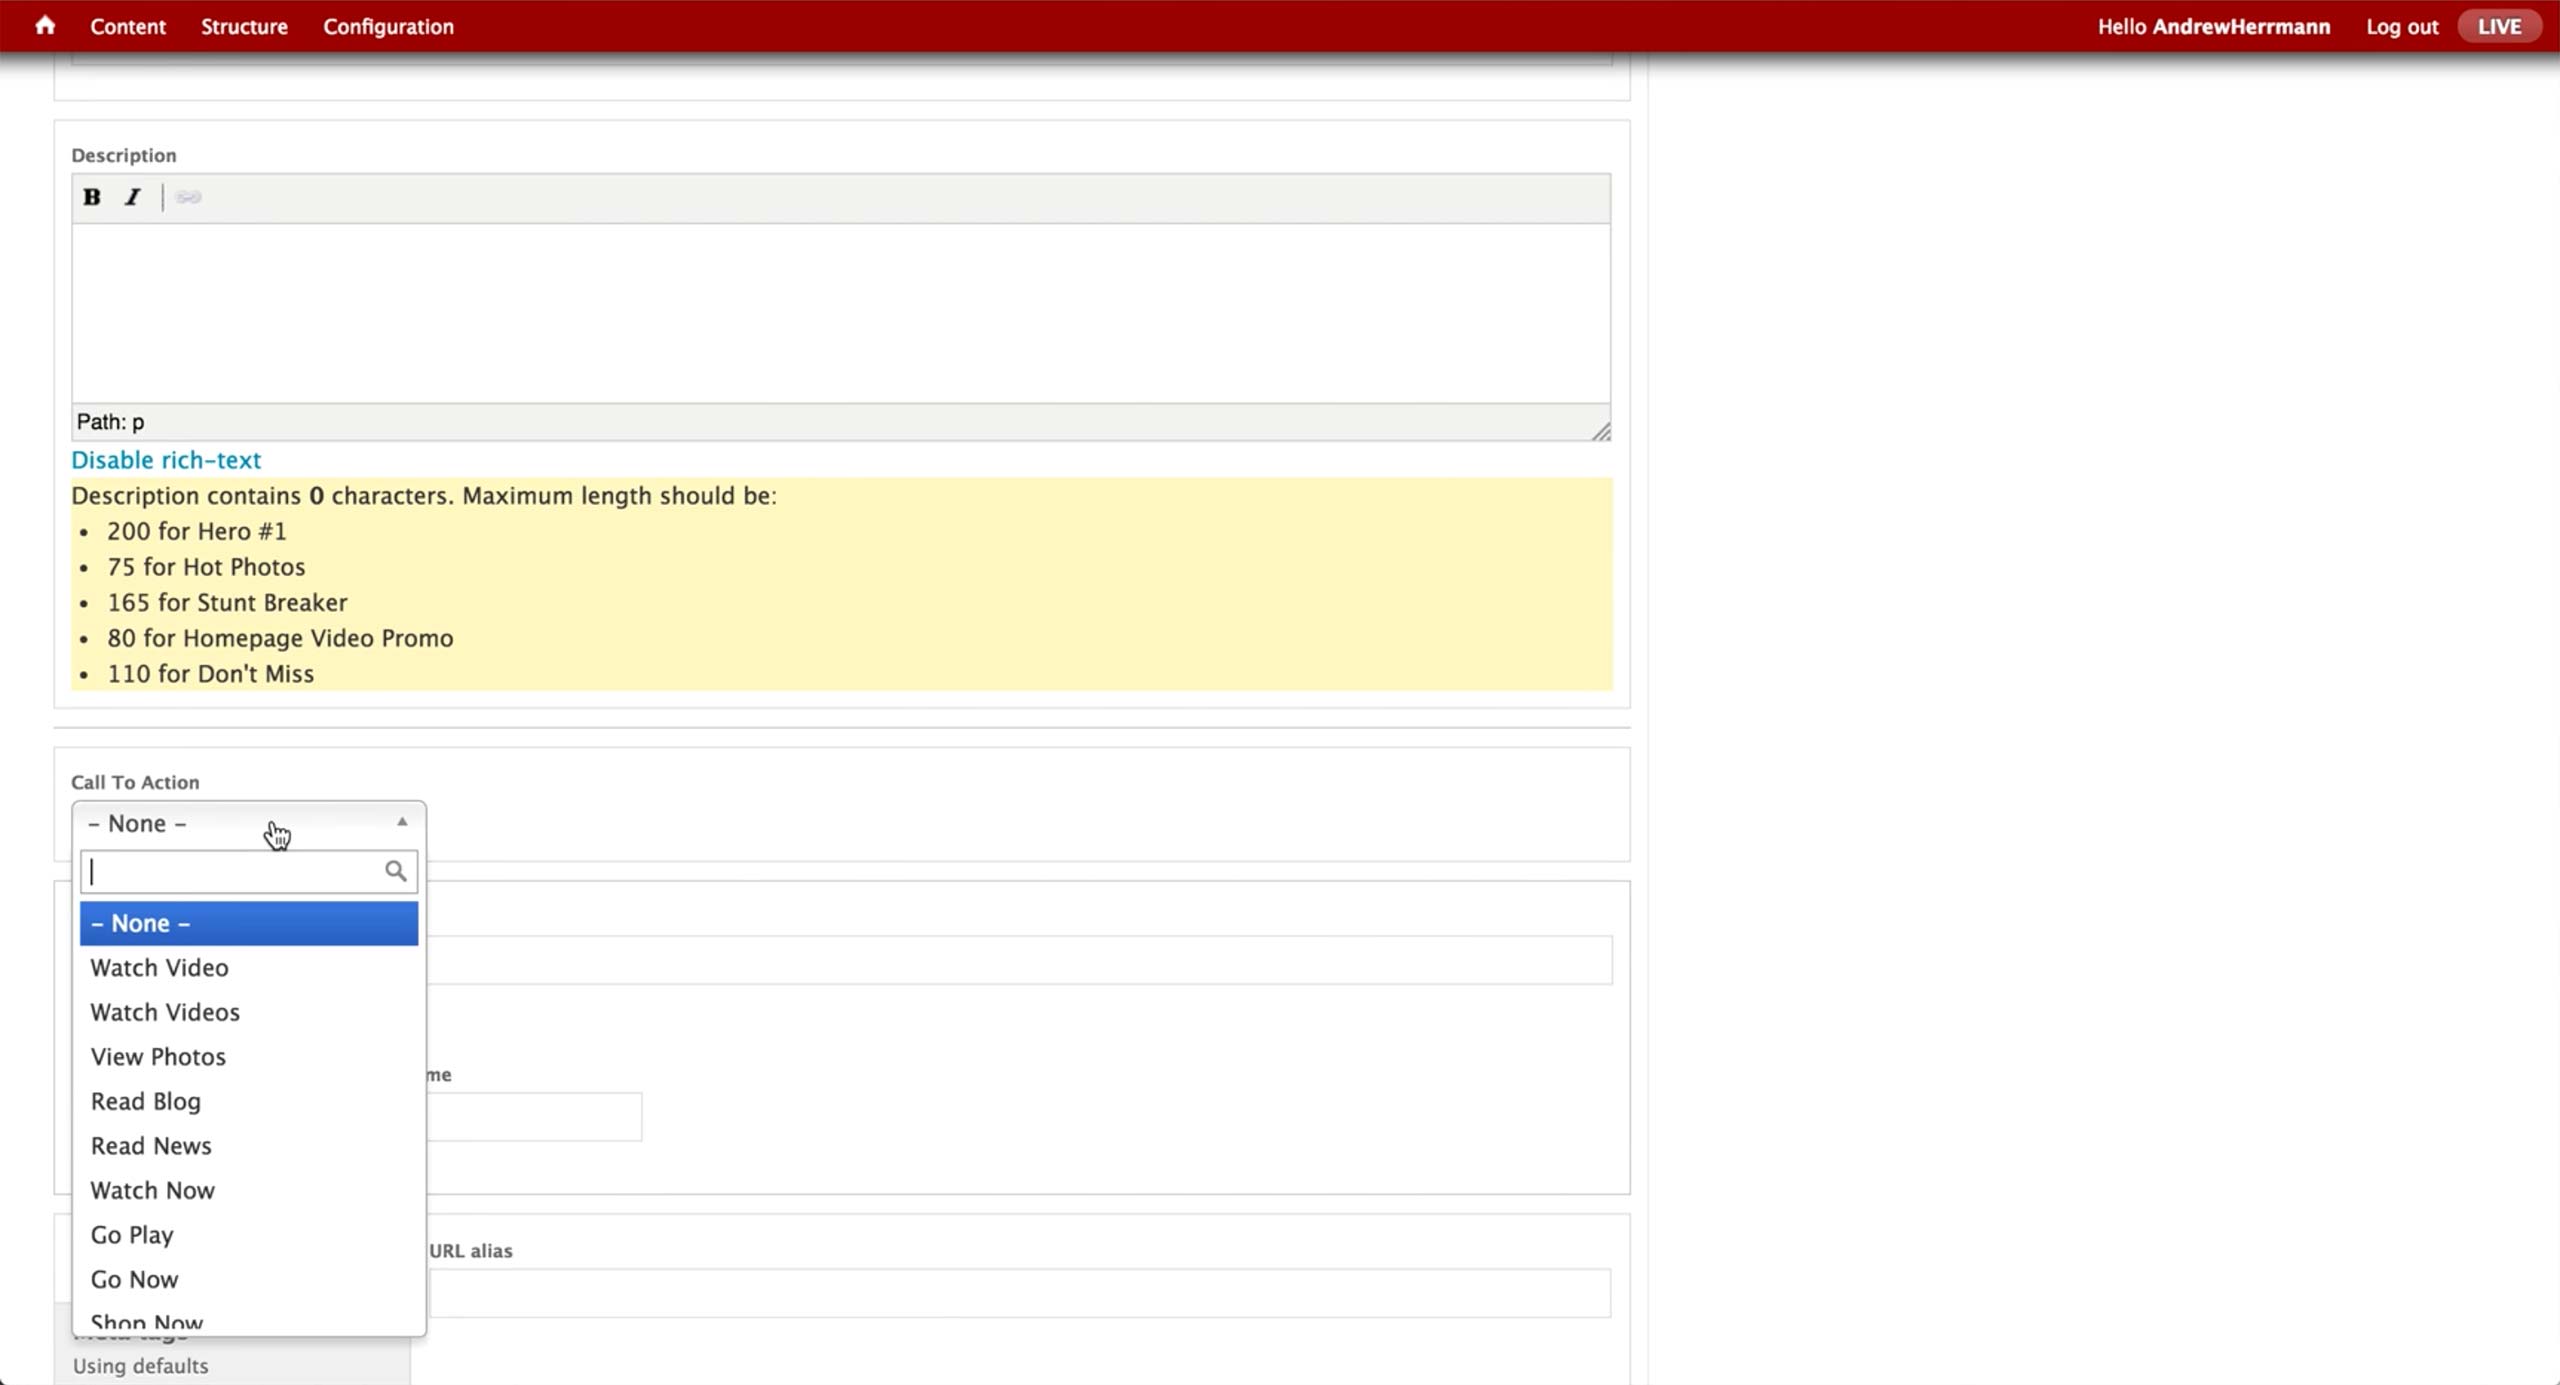 Content Structure Configuration Hello AndrewHerrmann Log out LIVE
Description
B I
Path: p
Disable rich-text
Description contains 0 characters. Maximum length should be:
• 200 for Hero #1
• 75 for Hot Photos
• 165 for Stunt Breaker
• 80 for Homepage Video Promo
• 110 for Don't Miss
Call To Action
- None -
- None -
Watch Video
Watch Videos
View Photos
me
Read Blog
Read News
Watch Now
Go Play
URL alias
Go Now
Shop Now
Using defaults